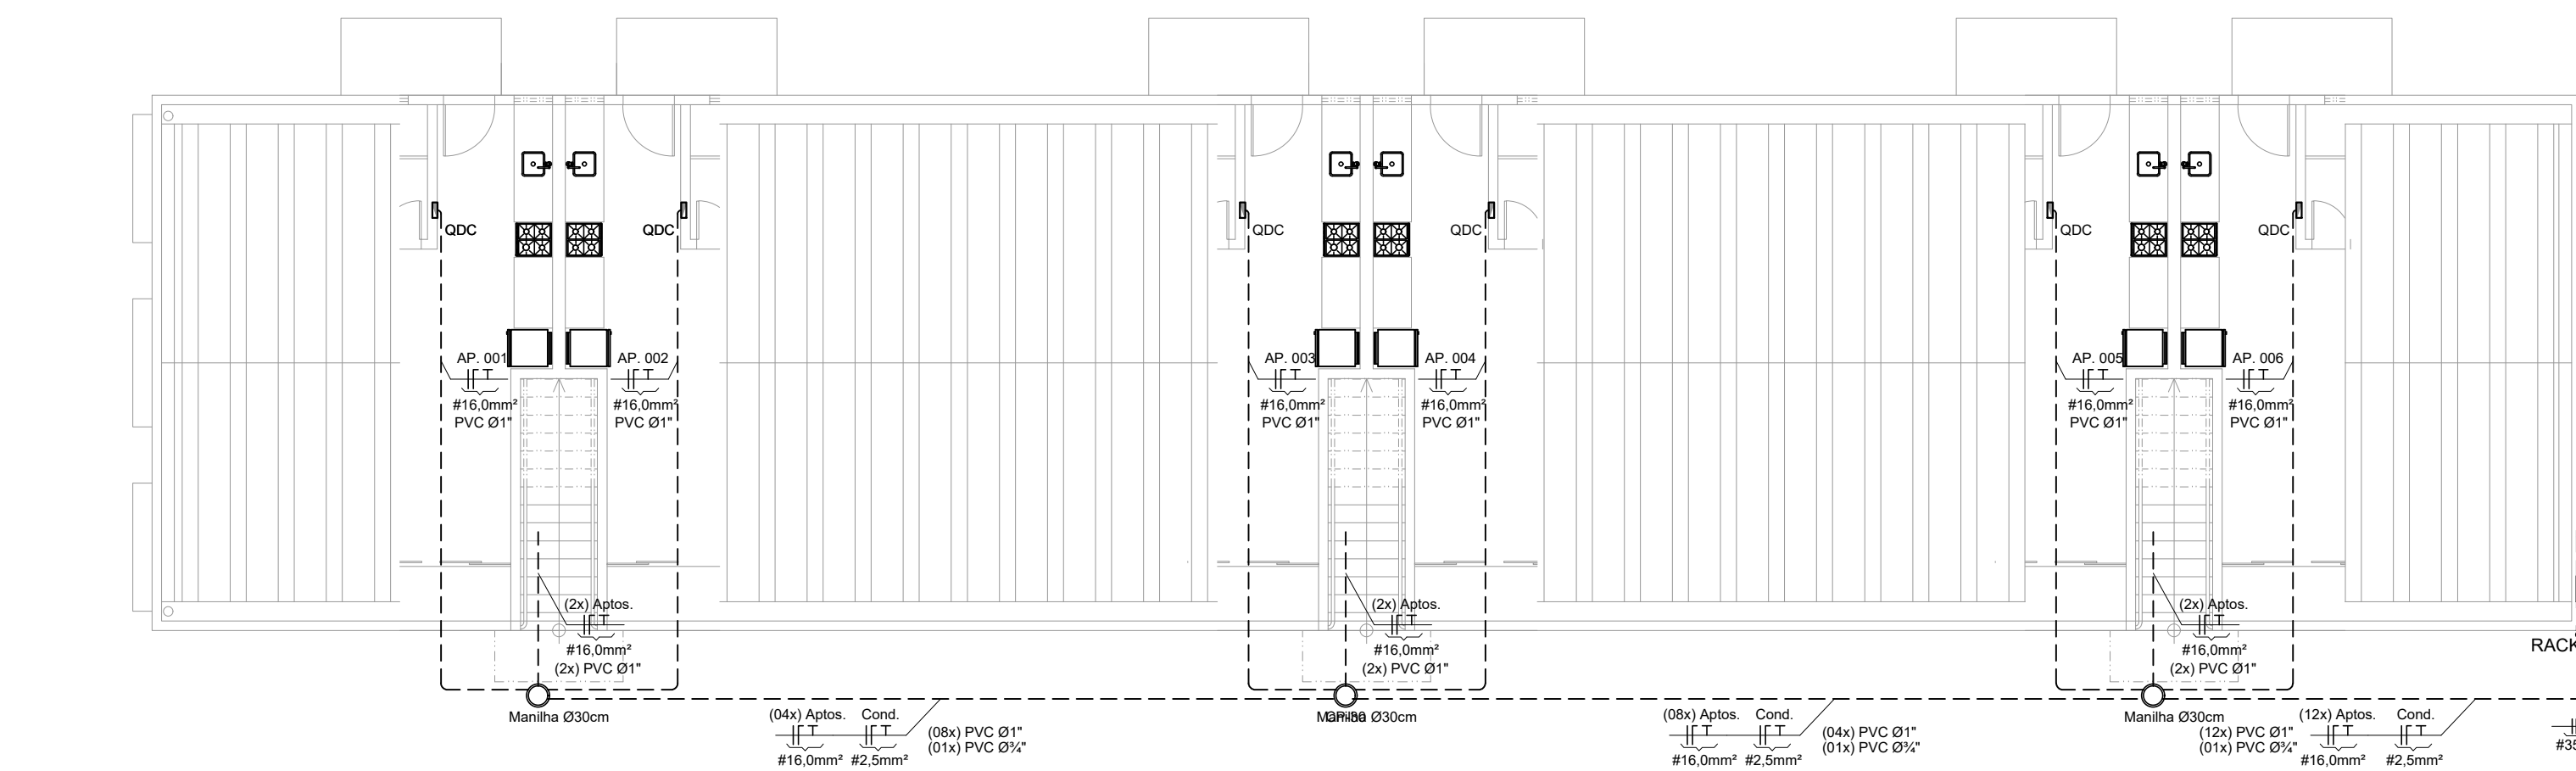 QDC
QDC
QDC
QDC
QDC
QDC
AP. 001
AP. 002
AP. 003
AP. 004
AP. 005
AP. 006
#16,0mm²
#16,0mm²
#16,0mm²
#16,0mm²
#16,0mm²
#16,0mm²
PVC Ø1"
PVC Ø1"
PVC Ø1"
PVC Ø1"
PVC Ø1"
PVC Ø1"
(2x) Aptos.
#16,0mm²
(2x) PVC Ø1"
(2x) Aptos.
#16,0mm²
(2x) PVC Ø1"
(2x) Aptos.
#16,0mm²
(2x) PVC Ø1"
RACK
Manilha Ø30cm
(04x) Aptos. Cond.
#16,0mm² #2,5mm²
(08x) PVC Ø1"
(01x) PVC Ø¾"
Ø30cm
(08x) Aptos. Cond.
#16,0mm² #2,5mm²
(04x) PVC Ø1"
(01x) PVC Ø¾"
Manilha Ø30cm
(12x) PVC Ø1"
(01x) PVC Ø¾"
(12x) Aptos. Cond.
#16,0mm² #2,5mm²